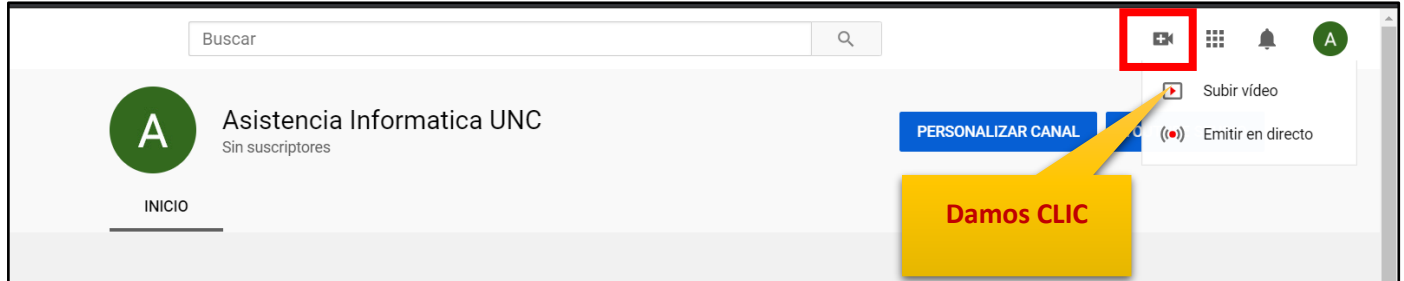 Buscar
A
A
Asistencia Informatica UNC
Sin suscriptores
PERSONALIZAR CANAL
Subir vídeo
Emitir en directo
INICIO
Damos CLIC